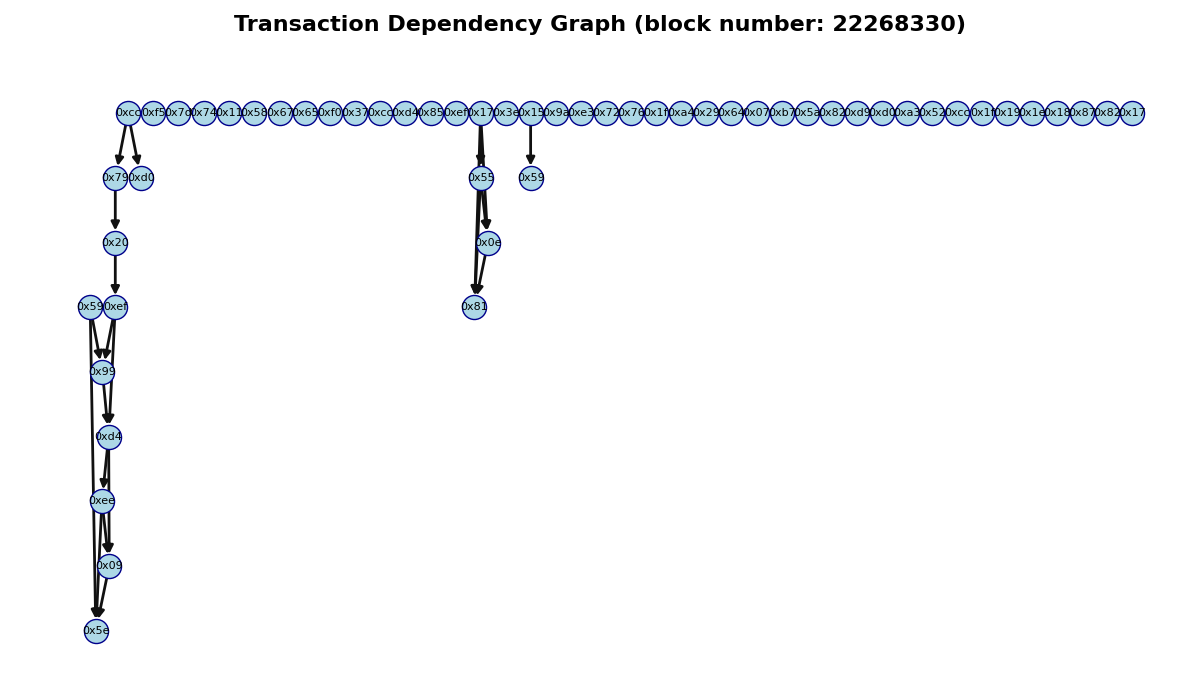 Transaction Dependency Graph (block number: 22268330)
0xcc 0xf5 0x7d 0x74 0x11 0x58 0x67 0x65 0xf0 0x37 0xcc 0xd4 0x85 0xef 0x17 0x3e 0x15 0x9a 0xe3 0x72 0x76 0x1f 0xa4 0x29 0x64 0x07 0xb7 0x5a 0x82 0xd9 0xd0 0xa3 0x52 0xcc 0x1f 0x19 0x1e 0x18 0x87 0x82 0x17
0x79 0xd0 0x55 0x59
0x20 0x0e
0x59 0xef 0x81
0x99
0xd4
0xee
0x09
0x5e